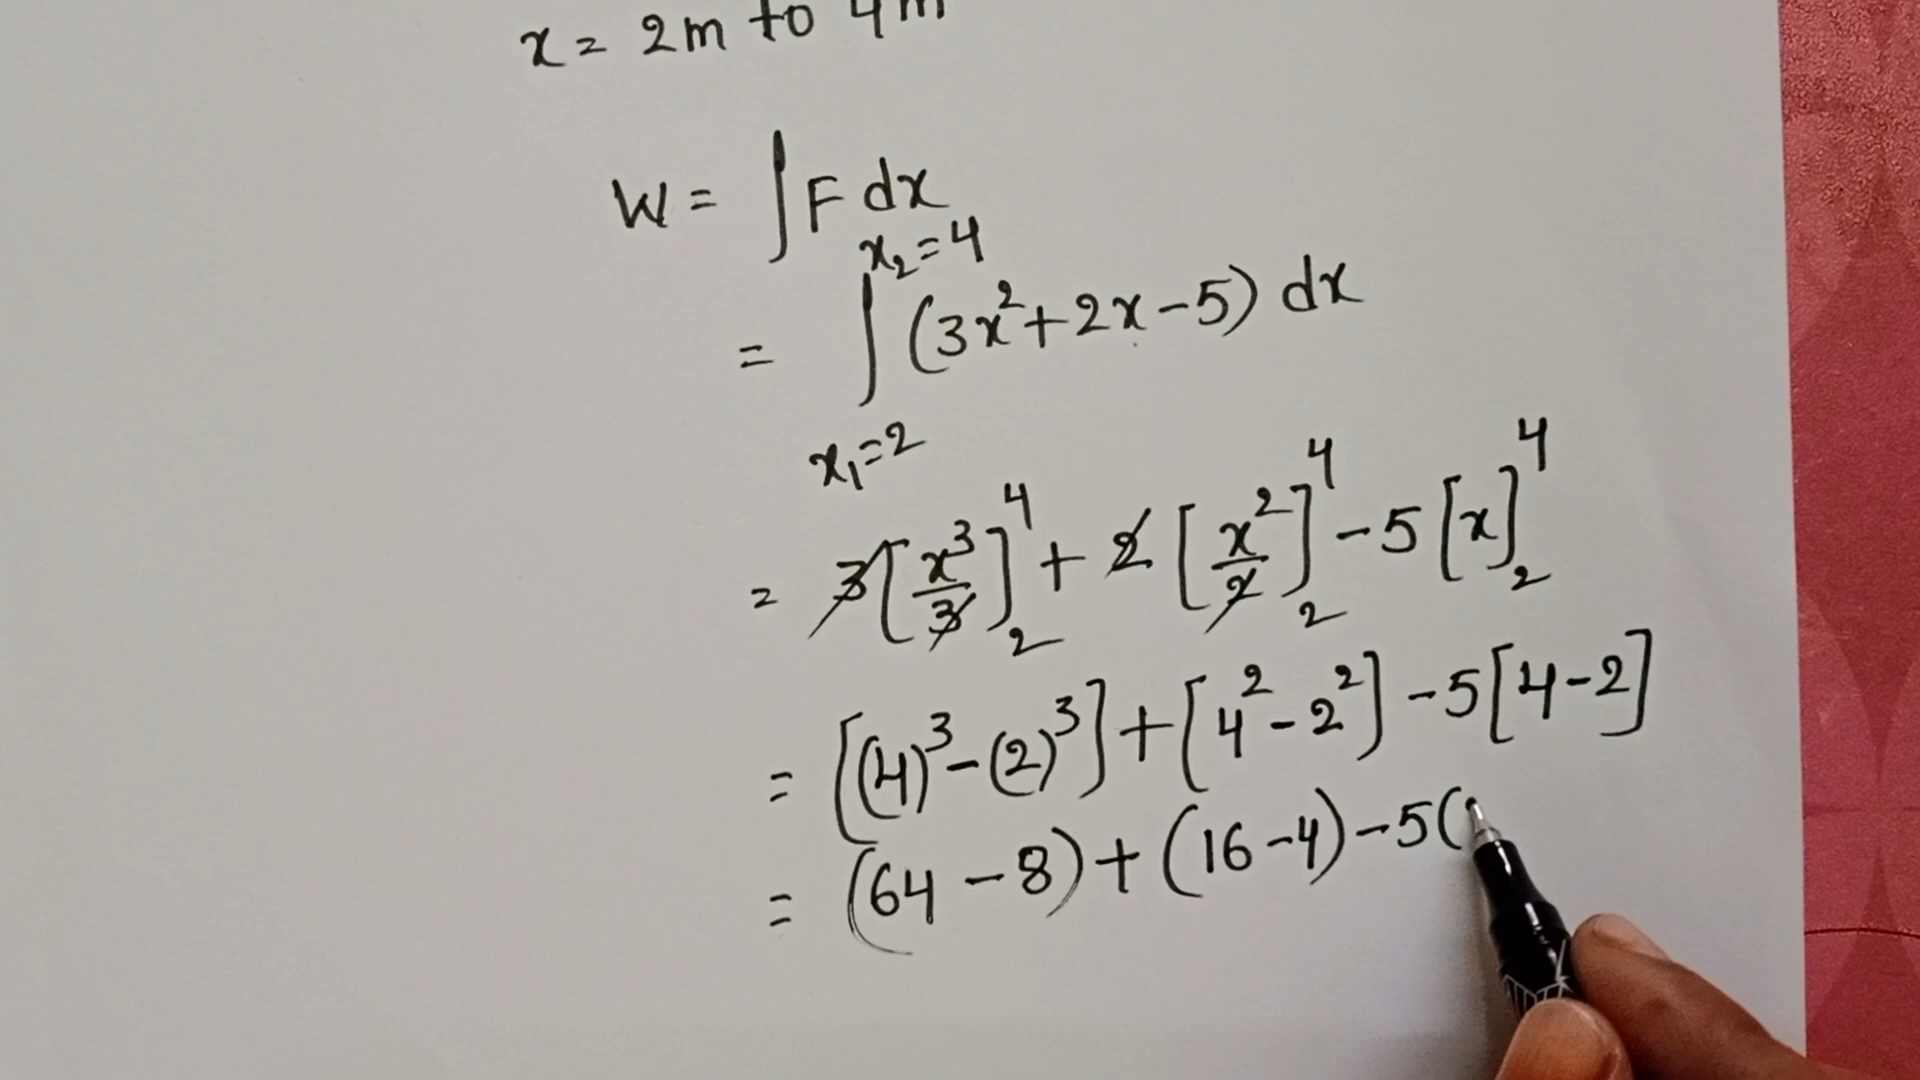 x = 2m to 4m
W = ∫ F dx
x₂=4
= ∫ (3x²+2x-5) dx
x₁=2
= 3[x³/3]₂⁴ + 2[x²/2]₂⁴ - 5[x]₂⁴
= [(4)³-(2)³]+[4²-2²]-5[4-2]
= (64-8)+(16-4)-5(